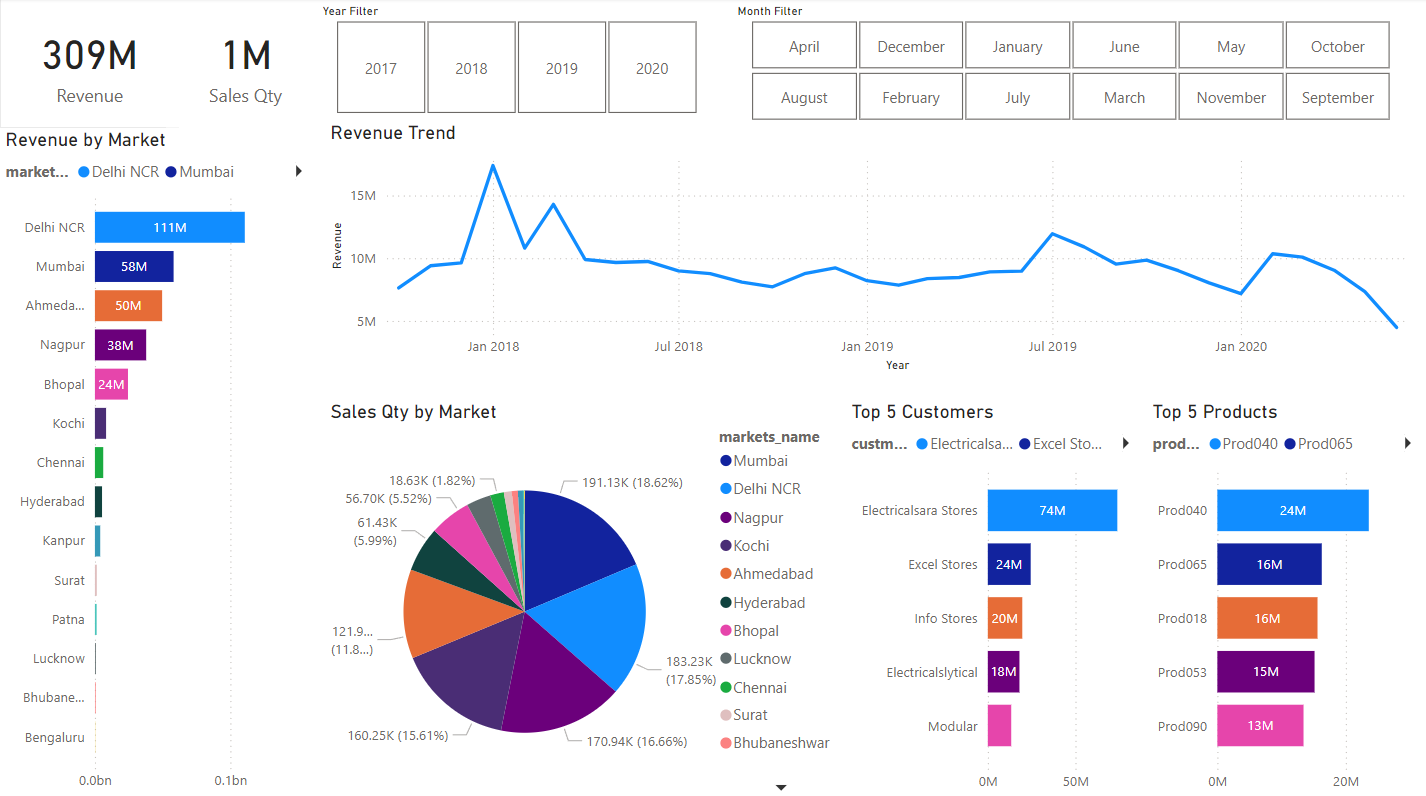 Year Filter
Month Filter
309M
Revenue
1M
Sales Qty
2017
2018
2019
2020
April
December
January
June
May
October
August
February
July
March
November
September
Revenue by Market
market...
Delhi NCR
Mumbai
Delhi NCR
111M
Mumbai
58M
Ahmeda...
50M
Nagpur
38M
Bhopal
24M
Kochi
Chennai
Hyderabad
Kanpur
Surat
Patna
Lucknow
Bhubane...
Bengaluru
0.0bn
0.1bn
Revenue Trend
Revenue
15M
10M
5M
Jan 2018
Jul 2018
Jan 2019
Jul 2019
Jan 2020
Year
Sales Qty by Market
18.63K (1.82%)
56.70K (5.52%)
61.43K
(5.99%)
121.9...
(11.8...)
160.25K (15.61%)
170.94K (16.66%)
183.23K
(17.85%)
191.13K (18.62%)
markets_name
Mumbai
Delhi NCR
Nagpur
Kochi
Ahmedabad
Hyderabad
Bhopal
Lucknow
Chennai
Surat
Bhubaneshwar
Top 5 Customers
custm...
Electricalsa...
Excel Sto...
Electricalsara Stores
74M
Excel Stores
24M
Info Stores
20M
Electricalslytical
18M
Modular
0M
50M
Top 5 Products
prod...
Prod040
Prod065
Prod040
24M
Prod065
16M
Prod018
16M
Prod053
15M
Prod090
13M
0M
20M